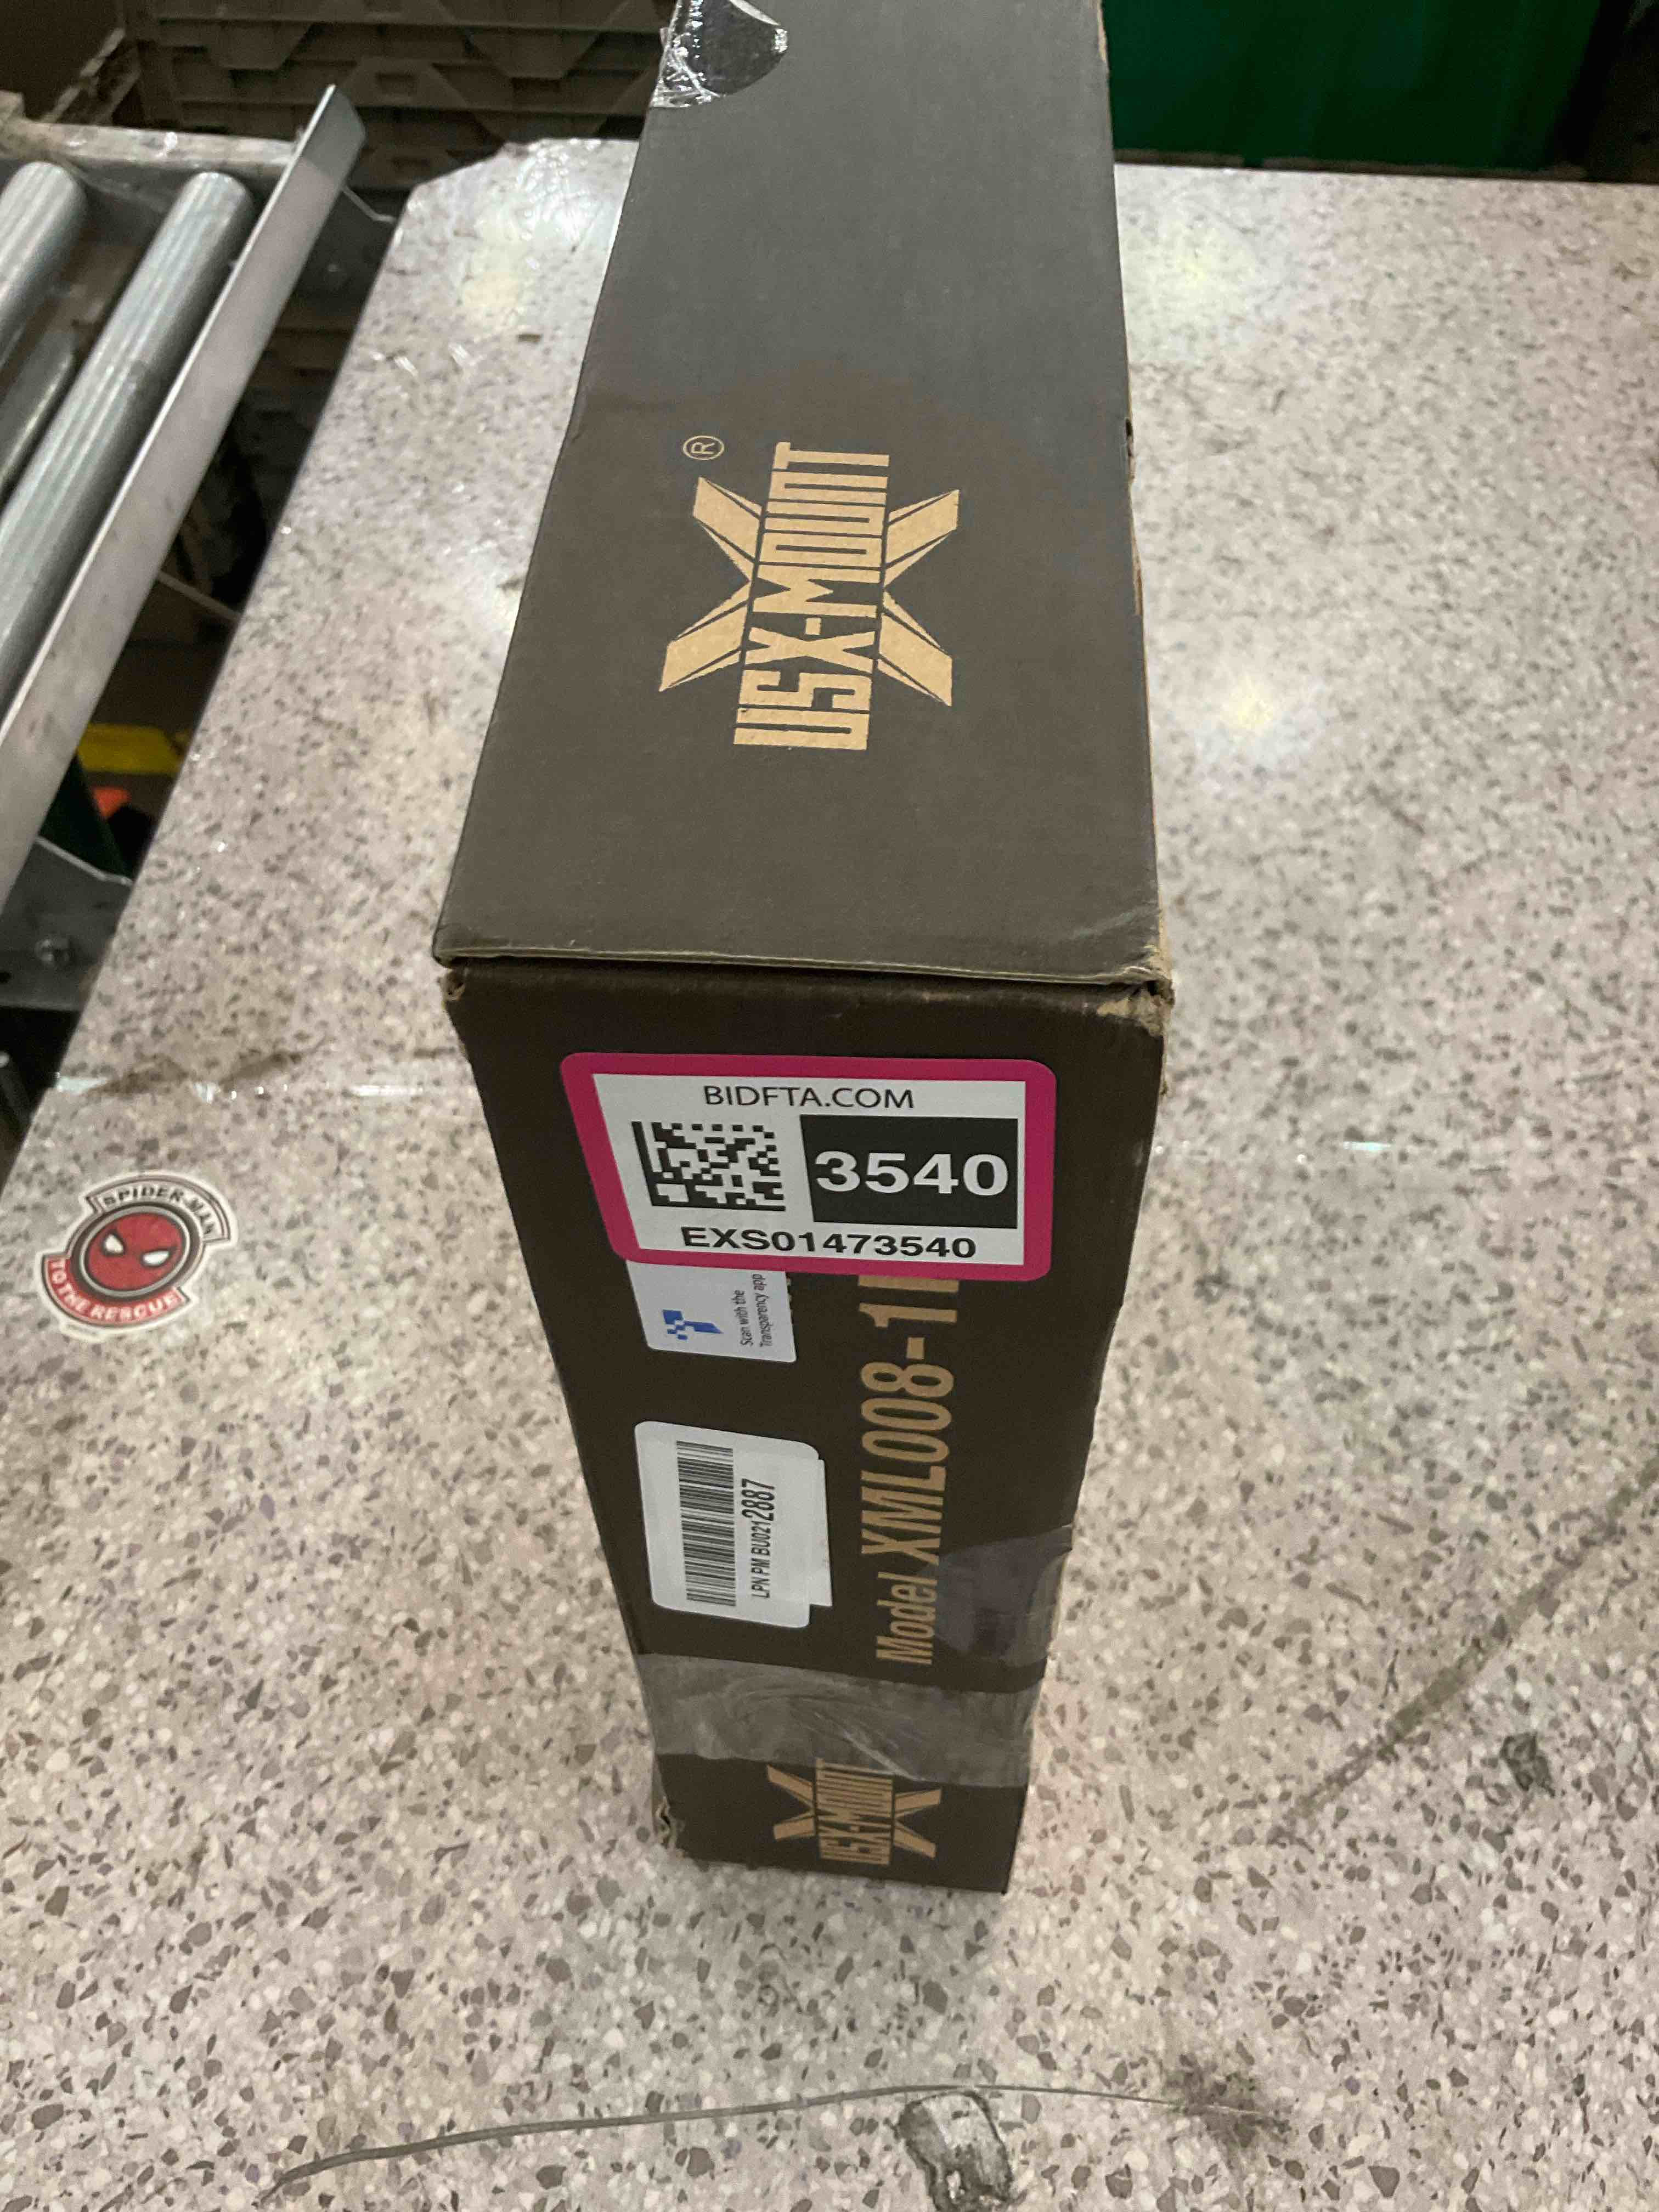 USX-MOUNT
®
BIDFTA.COM
3540
EXS01473540
Scan with the
Transparency app
Model XML008-1
LPN PM BU0212887
USX-MOUNT
SPIDER-MAN
TO THE RESCUE